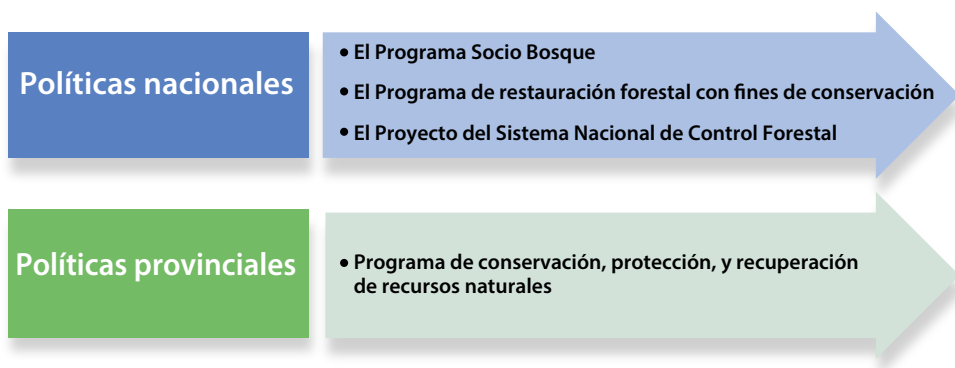 Políticas nacionales
• El Programa Socio Bosque
• El Programa de restauración forestal con fines de conservación
• El Proyecto del Sistema Nacional de Control Forestal
Políticas provinciales
• Programa de conservación, protección, y recuperación
de recursos naturales